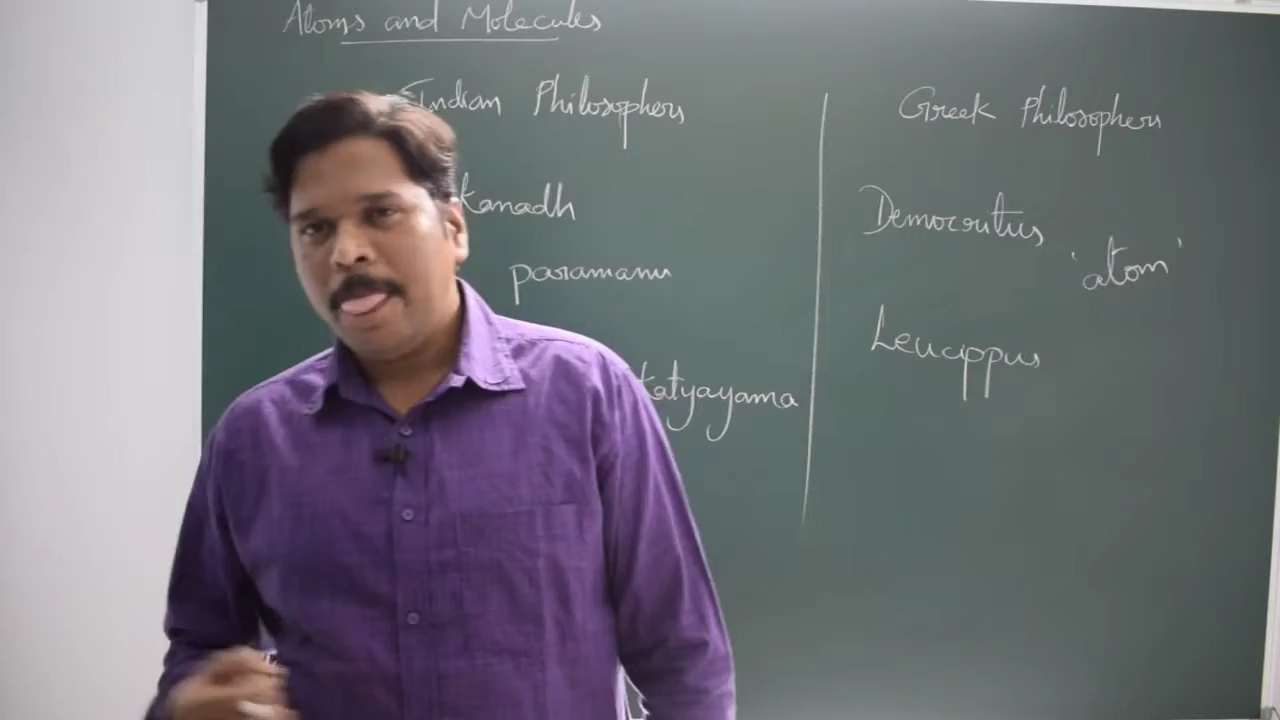 Atoms and Molecules
Indian Philosophers
Kanadh
paramanu
Katyayama
Greek Philosophers
Democritus
'atom'
Leucippus